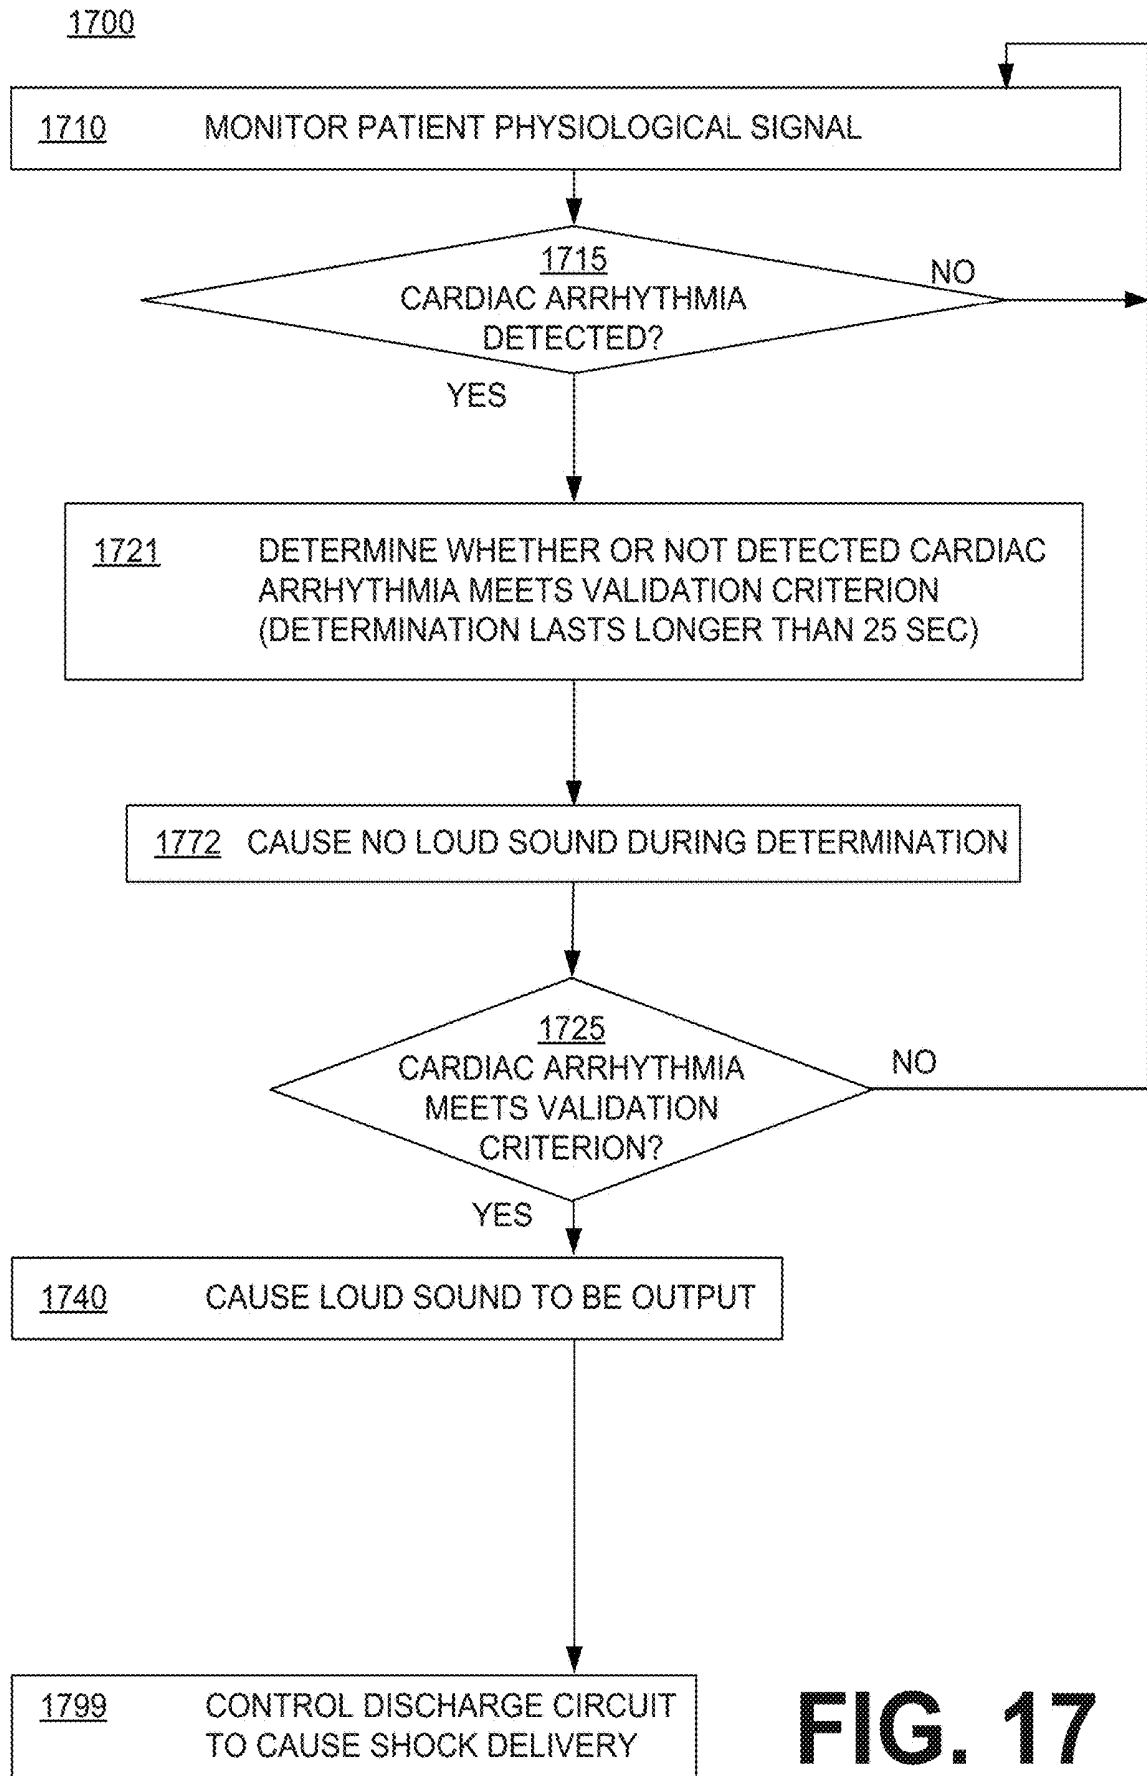 1700
1710 MONITOR PATIENT PHYSIOLOGICAL SIGNAL
1715
CARDIAC ARRHYTHMIA
DETECTED?
NO
YES
1721 DETERMINE WHETHER OR NOT DETECTED CARDIAC
ARRHYTHMIA MEETS VALIDATION CRITERION
(DETERMINATION LASTS LONGER THAN 25 SEC)
1772 CAUSE NO LOUD SOUND DURING DETERMINATION
1725
CARDIAC ARRHYTHMIA
MEETS VALIDATION
CRITERION?
NO
YES
1740 CAUSE LOUD SOUND TO BE OUTPUT
1799 CONTROL DISCHARGE CIRCUIT
TO CAUSE SHOCK DELIVERY
FIG. 17